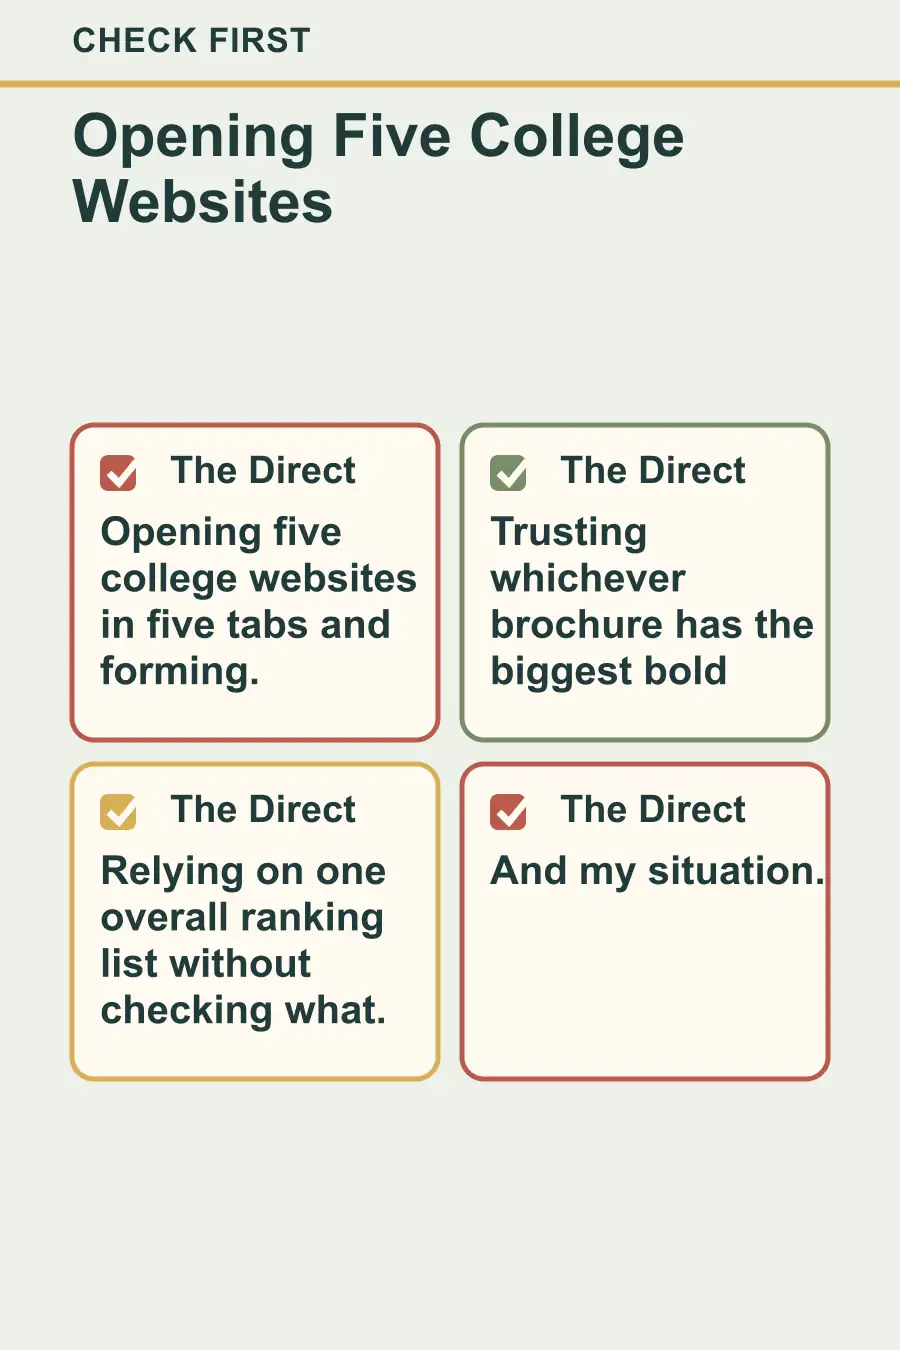 CHECK FIRST
Opening Five College
Websites
The Direct
Opening five
college websites
in five tabs and
forming.
The Direct
Trusting
whichever
brochure has the
biggest bold
The Direct
Relying on one
overall ranking
list without
checking what.
The Direct
And my situation.